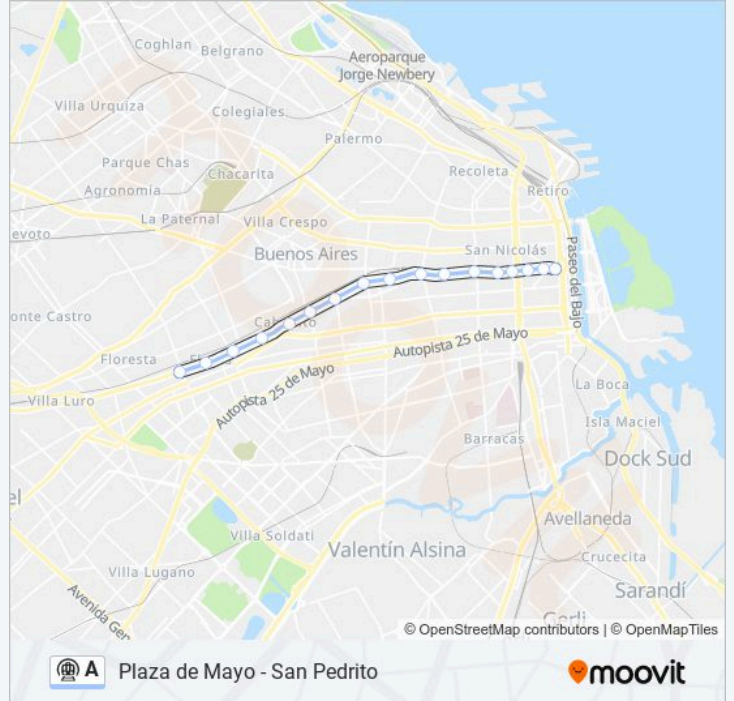 Coghlan
Belgrano
Aeroparque
Jorge Newbery
Villa Urquiza
Colegiales
Palermo
Parque Chas
Chacarita
Recoleta
Agronomía
Retiro
La Paternal
Villa Crespo
evoto
Buenos Aires
San Nicolás
Paseo del Bajo
onte Castro
Floresta
Autopista 25 de Mayo
Autopista 25 de Mayo
La Boca
Villa Luro
Isla Maciel
Barracas
Dock Sud
el
Avellaneda
Villa Soldati
Valentín Alsina
Crucecita
Villa Lugano
Sarandí
Avenida Gen
© OpenStreetMap contributors | © OpenMapTiles
A Plaza de Mayo - San Pedrito
moovit